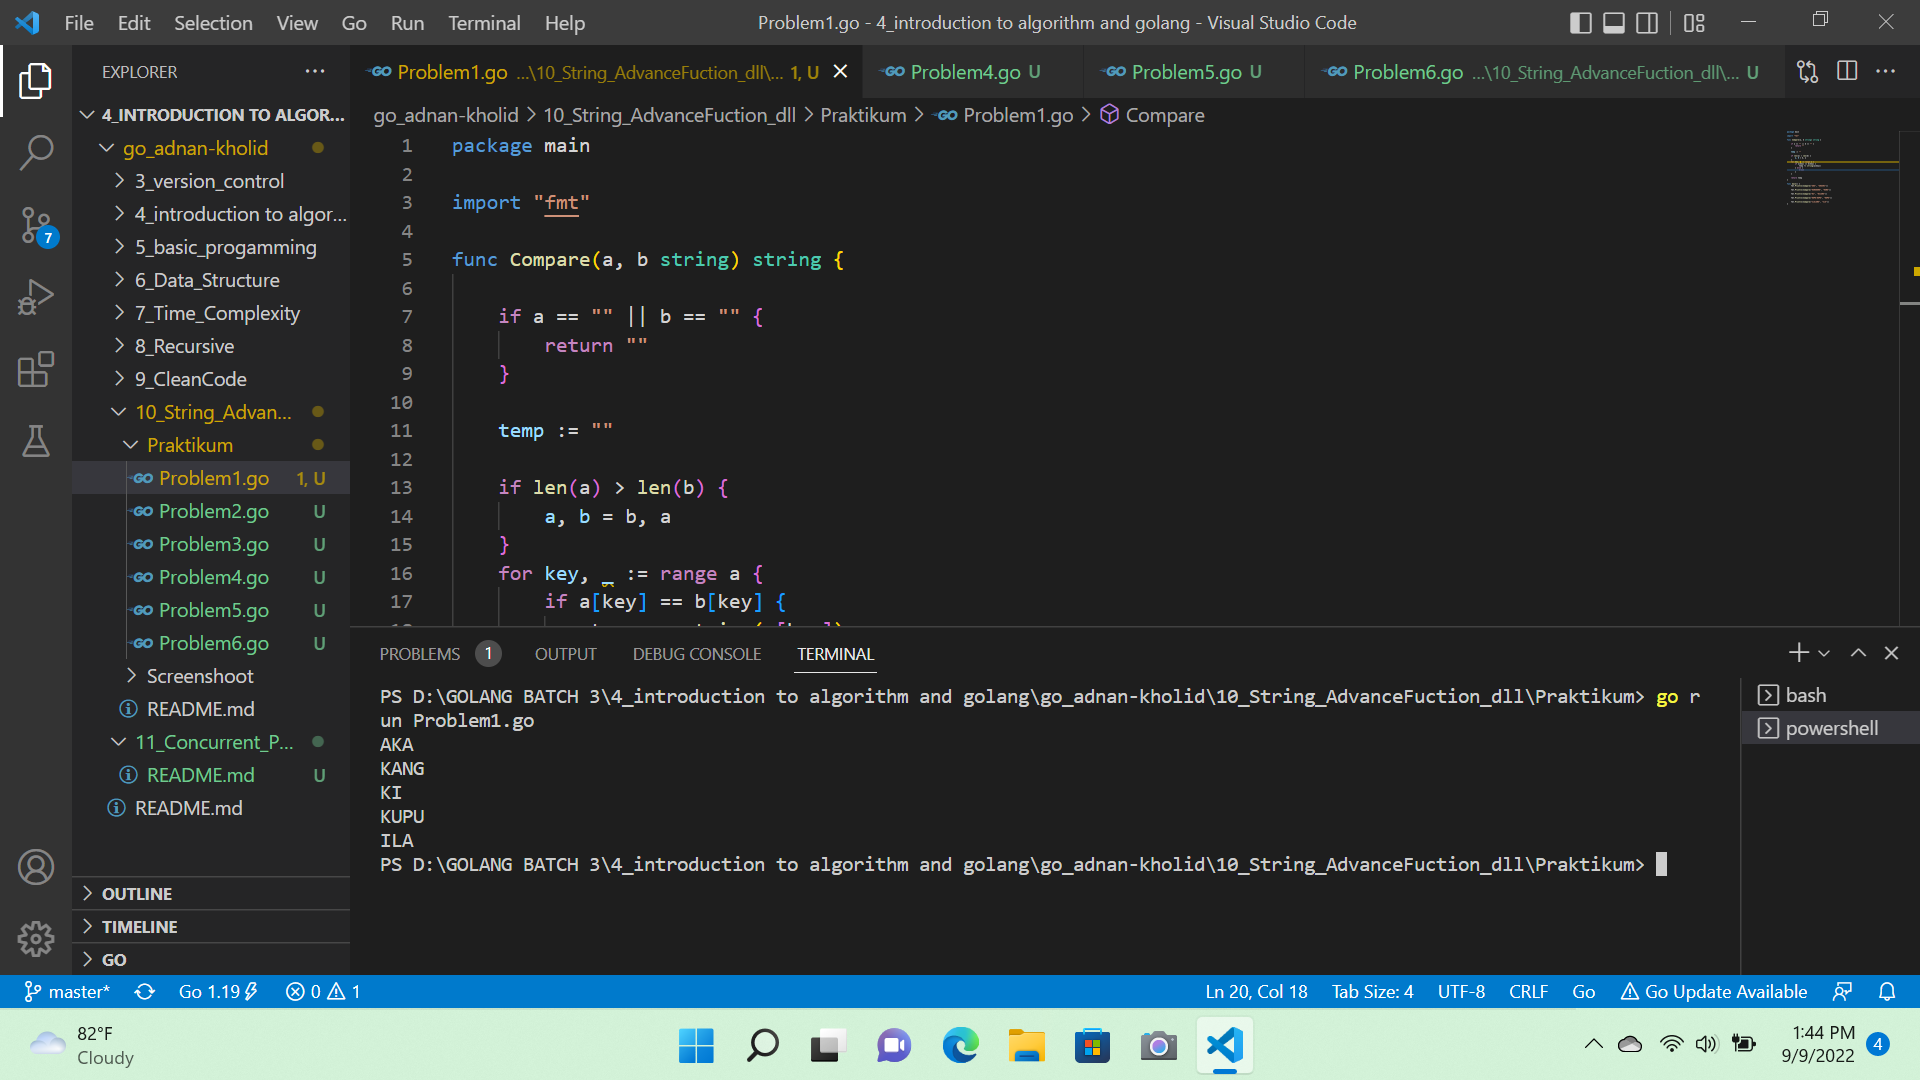 File Edit Selection View Go Run Terminal Help
Problem1.go - 4_introduction to algorithm and golang - Visual Studio Code
EXPLORER
4_INTRODUCTION TO ALGOR...
go_adnan-kholid
3_version_control
4_introduction to algor...
5_basic_progamming
6_Data_Structure
7_Time_Complexity
8_Recursive
9_CleanCode
10_String_Advan...
Praktikum
Problem1.go 1, U
Problem2.go U
Problem3.go U
Problem4.go U
Problem5.go U
Problem6.go U
Screenshoot
README.md
11_Concurrent_P...
README.md U
README.md
OUTLINE
TIMELINE
GO
7
Problem1.go ...\10_String_AdvanceFuction_dll\... 1, U
Problem4.go U
Problem5.go U
Problem6.go ...\10_String_AdvanceFuction_dll\... U
go_adnan-kholid > 10_String_AdvanceFuction_dll > Praktikum > Problem1.go > Compare
1 package main
2
3 import "fmt"
4
5 func Compare(a, b string) string {
6
7 if a == "" || b == "" {
8 return ""
9 }
10
11 temp := ""
12
13 if len(a) > len(b) {
14 a, b = b, a
15 }
16 for key, _ := range a {
17 if a[key] == b[key] {
PROBLEMS 1 OUTPUT DEBUG CONSOLE TERMINAL
PS D:\GOLANG BATCH 3\4_introduction to algorithm and golang\go_adnan-kholid\10_String_AdvanceFuction_dll\Praktikum> go r
un Problem1.go
AKA
KANG
KI
KUPU
ILA
PS D:\GOLANG BATCH 3\4_introduction to algorithm and golang\go_adnan-kholid\10_String_AdvanceFuction_dll\Praktikum>
bash
powershell
master* Go 1.19 0 1 Ln 20, Col 18 Tab Size: 4 UTF-8 CRLF Go Go Update Available
82°F
Cloudy
1:44 PM
9/9/2022
4